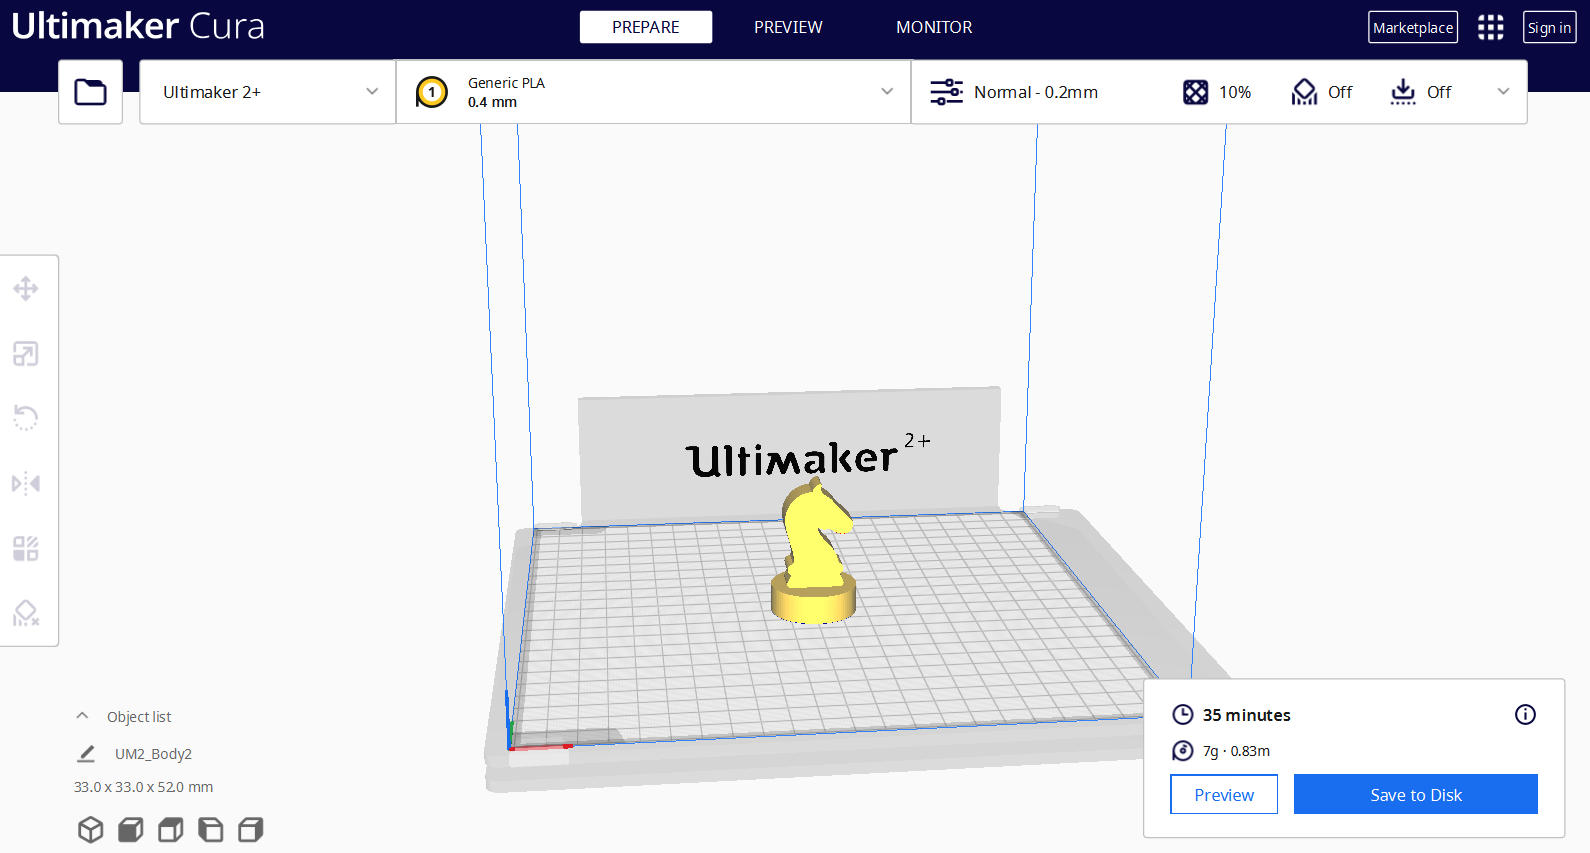 Ultimaker Cura
PREPARE
PREVIEW
MONITOR
Marketplace
Sign in
Ultimaker 2+
1
Generic PLA
0.4 mm
Normal - 0.2mm
10%
Off
Off
Ultimaker 2+
Object list
UM2_Body2
33.0 x 33.0 x 52.0 mm
35 minutes
7g · 0.83m
Preview
Save to Disk